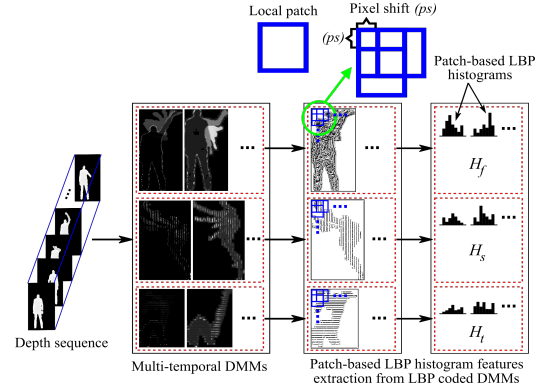 Local patch
Pixel shift (ps)
(ps)
Patch-based LBP
histograms
H_f
H_s
H_t
Depth sequence
Multi-temporal DMMs
Patch-based LBP histogram features
extraction from LBP coded DMMs